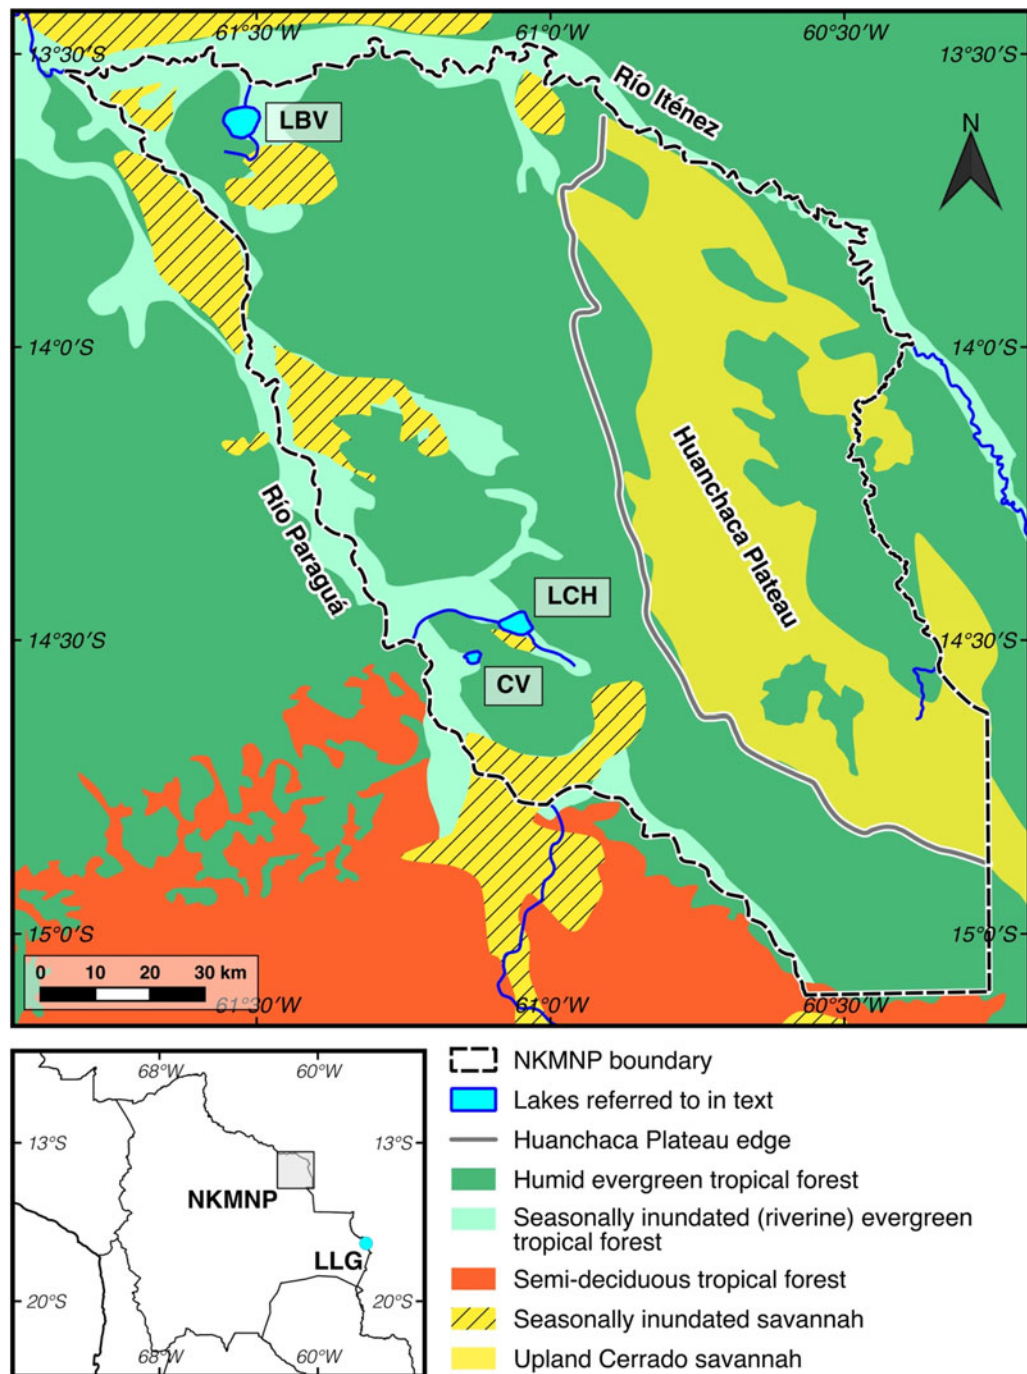 61°30′W 61°0′W 60°30′W
13°30′S 13°30′S
LBV
Río Iténez
N
14°0′S 14°0′S
Huanchaca Plateau
Río Paraguá
LCH
14°30′S 14°30′S
CV
15°0′S 15°0′S
0 10 20 30 km
61°30′W 61°0′W 60°30′W
68°W 60°W
13°S 13°S
NKMNP
LLG
20°S 20°S
68°W 60°W
NKMNP boundary
Lakes referred to in text
Huanchaca Plateau edge
Humid evergreen tropical forest
Seasonally inundated (riverine) evergreen
tropical forest
Semi-deciduous tropical forest
Seasonally inundated savannah
Upland Cerrado savannah